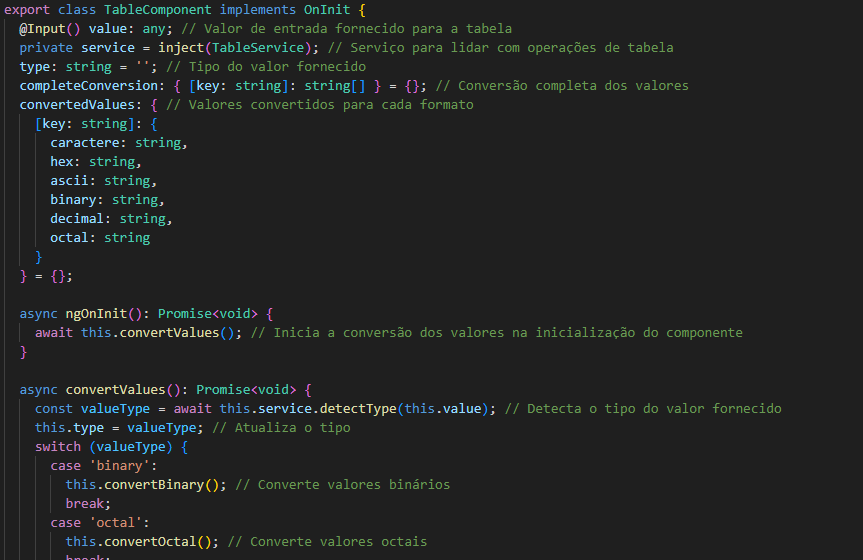 export class TableComponent implements OnInit {
@Input() value: any; // Valor de entrada fornecido para a tabela
private service = inject(TableService); // Serviço para lidar com operações de tabela
type: string = ''; // Tipo do valor fornecido
completeConversion: { [key: string]: string[] } = {}; // Conversão completa dos valores
convertedValues: { // Valores convertidos para cada formato
[key: string]: {
caractere: string,
hex: string,
ascii: string,
binary: string,
decimal: string,
octal: string
}
} = {};
async ngOnInit(): Promise<void> {
await this.convertValues(); // Inicia a conversão dos valores na inicialização do componente
}
async convertValues(): Promise<void> {
const valueType = await this.service.detectType(this.value); // Detecta o tipo do valor fornecido
this.type = valueType; // Atualiza o tipo
switch (valueType) {
case 'binary':
this.convertBinary(); // Converte valores binários
break;
case 'octal':
this.convertOctal(); // Converte valores octais
break;